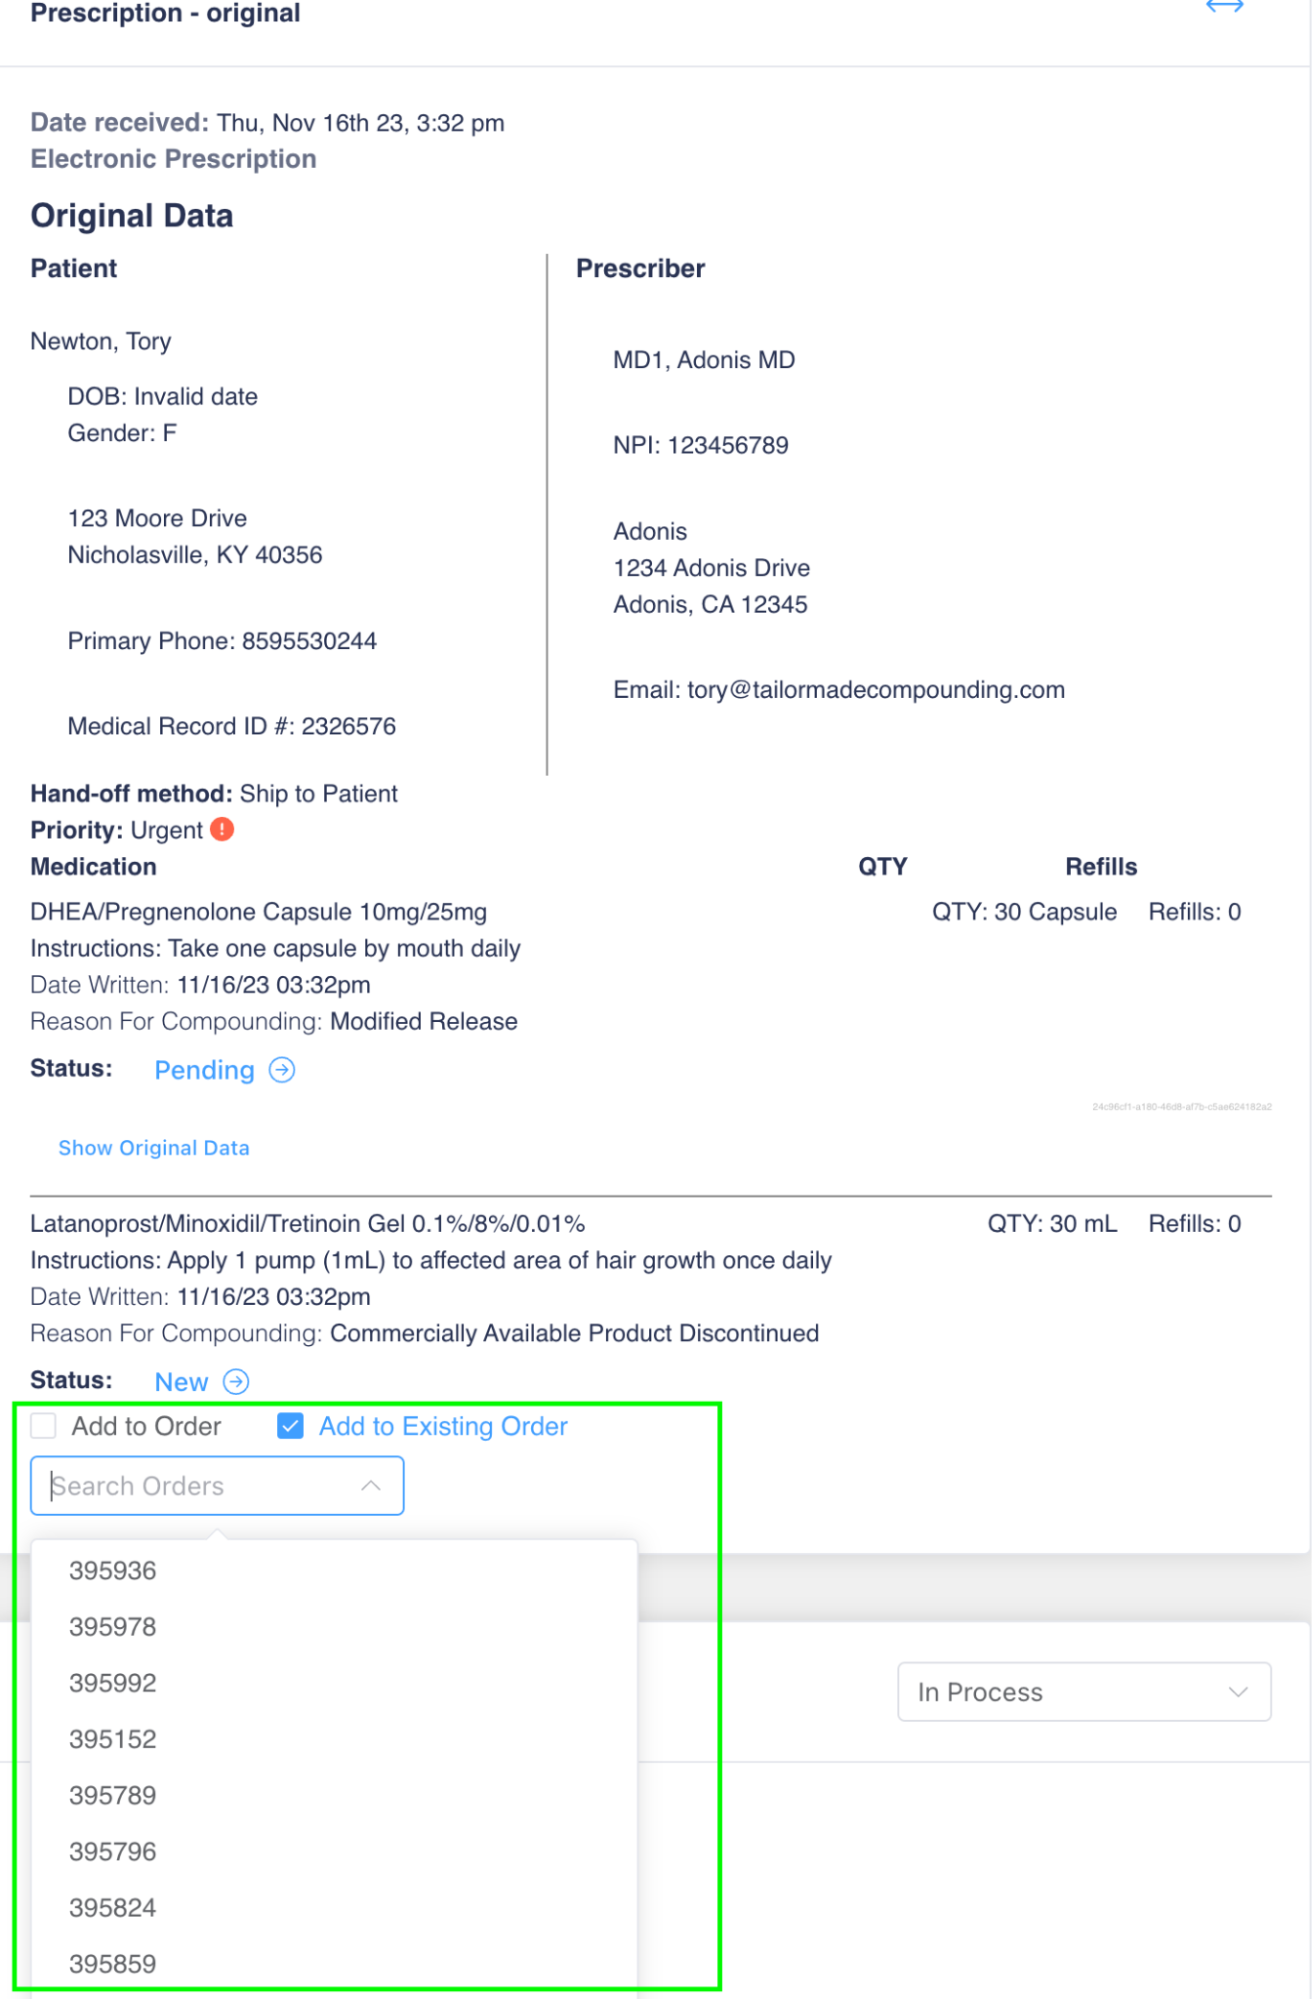 Prescription - original
Date received: Thu, Nov 16th 23, 3:32 pm
Electronic Prescription
Original Data
Patient
Newton, Tory
DOB: Invalid date
Gender: F
123 Moore Drive
Nicholasville, KY 40356
Primary Phone: 8595530244
Medical Record ID #: 2326576
Prescriber
MD1, Adonis MD
NPI: 123456789
Adonis
1234 Adonis Drive
Adonis, CA 12345
Email: tory@tailormadecompounding.com
Hand-off method: Ship to Patient
Priority: Urgent
Medication QTY Refills
DHEA/Pregnenolone Capsule 10mg/25mg QTY: 30 Capsule Refills: 0
Instructions: Take one capsule by mouth daily
Date Written: 11/16/23 03:32pm
Reason For Compounding: Modified Release
Status: Pending
24c96cf1-a180-46d8-af7b-c5ae624182a2
Show Original Data
Latanoprost/Minoxidil/Tretinoin Gel 0.1%/8%/0.01% QTY: 30 mL Refills: 0
Instructions: Apply 1 pump (1mL) to affected area of hair growth once daily
Date Written: 11/16/23 03:32pm
Reason For Compounding: Commercially Available Product Discontinued
Status: New
Add to Order Add to Existing Order
Search Orders
395936
395978
395992
395152
395789
395796
395824
395859
In Process